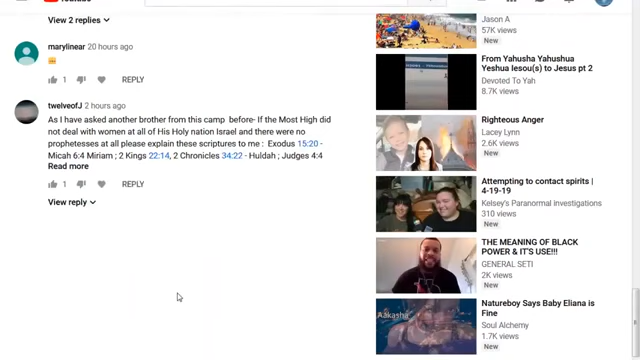 View 2 replies
marylinear 20 hours ago
1 REPLY
twelveofJ 2 hours ago
As I have asked another brother from this camp before- If the Most High did
not deal with women at all of His Holy nation Israel and there were no
prophetesses at all please explain these scriptures to me : Exodus 15:20 -
Micah 6:4 Miriam ; 2 Kings 22:14, 2 Chronicles 34:22 - Huldah ; Judges 4:4
Read more
1 REPLY
View reply
Jason A
57K views
New
From Yahusha Yahushua
Yeshua Iesou(s) to Jesus pt 2
Devoted To Yah
8.7K views
Righteous Anger
Lacey Lynn
2.6K views
New
Attempting to contact spirits |
4-19-19
Kelsey's Paranormal Investigations
310 views
New
THE MEANING OF BLACK
POWER & IT'S USE!!!
GENERAL SETI
2K views
New
Aakasha
Natureboy Says Baby Eliana is
Fine
Soul Alchemy
1.7K views
New